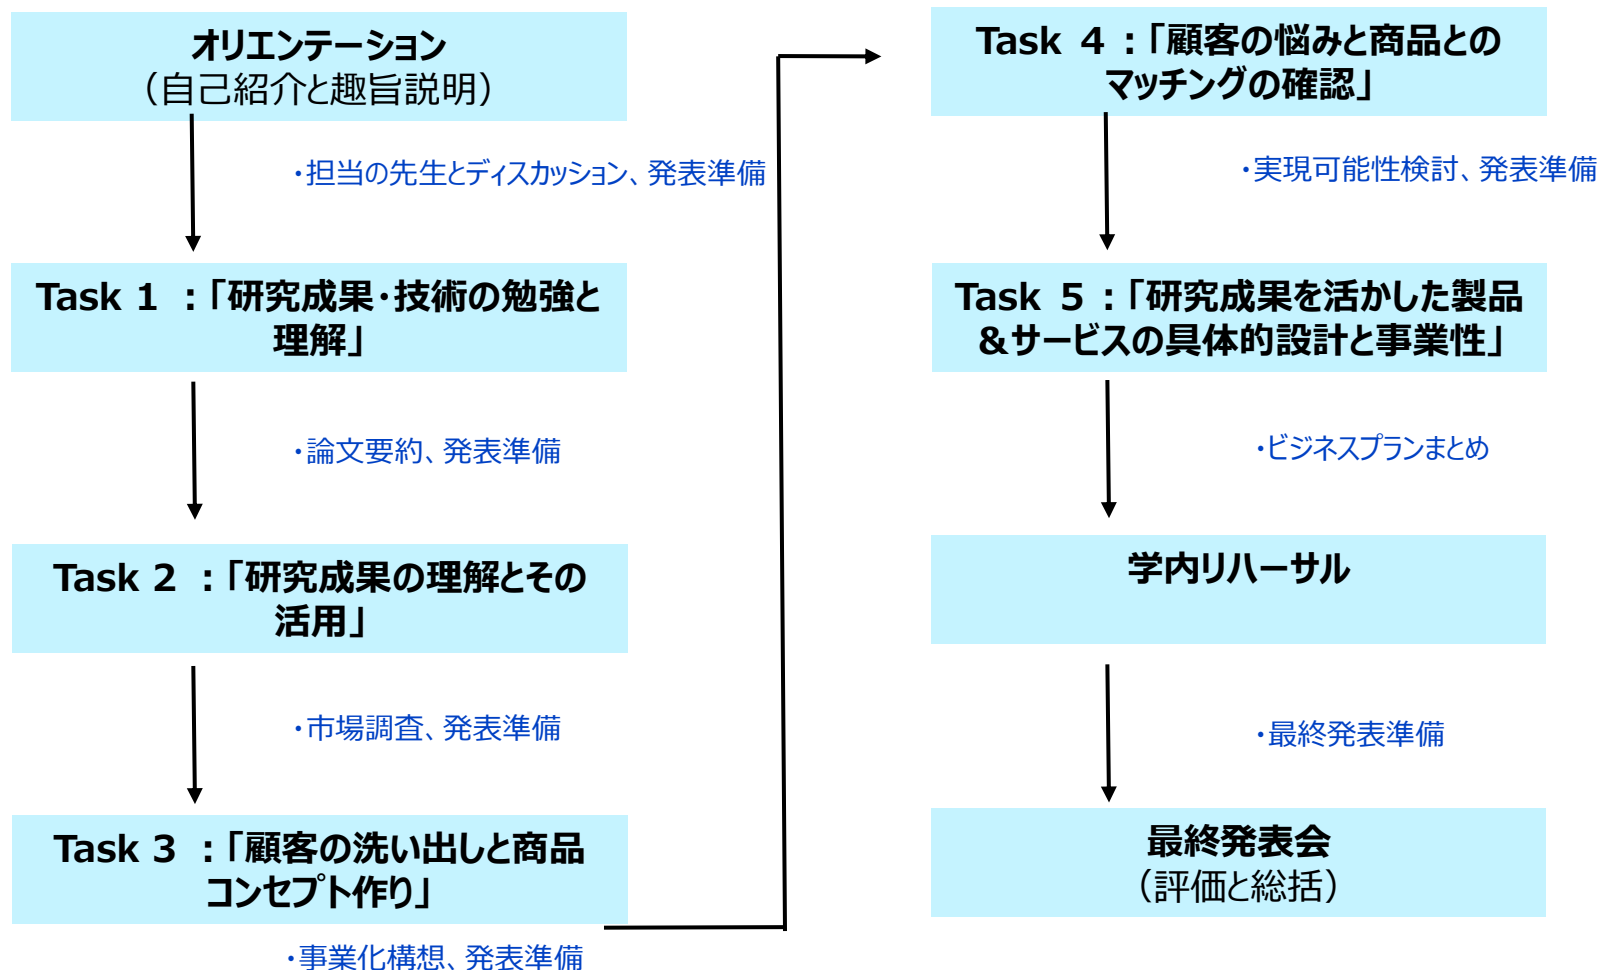 オリエンテーション
（自己紹介と趣旨説明）
・担当の先生とディスカッション、発表準備
Task 1 ：「研究成果・技術の勉強と
理解」
・論文要約、発表準備
Task 2 ：「研究成果の理解とその
活用」
・市場調査、発表準備
Task 3 ：「顧客の洗い出しと商品
コンセプト作り」
・事業化構想、発表準備
Task 4：「顧客の悩みと商品との
マッチングの確認」
・実現可能性検討、発表準備
Task 5：「研究成果を活かした製品
＆サービスの具体的設計と事業性」
・ビジネスプランまとめ
学内リハーサル
・最終発表準備
最終発表会
（評価と総括）